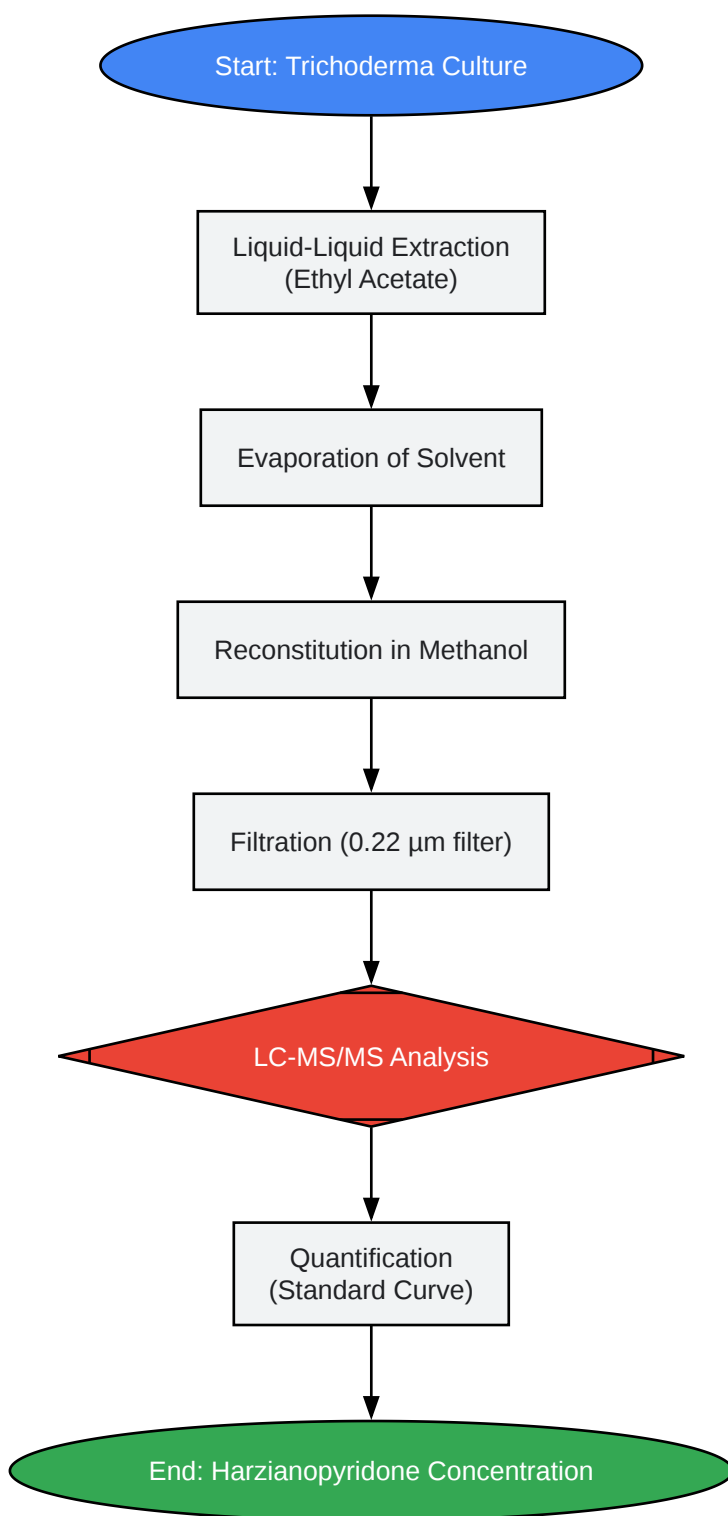 Start: Trichoderma Culture
Liquid-Liquid Extraction
(Ethyl Acetate)
Evaporation of Solvent
Reconstitution in Methanol
Filtration (0.22 µm filter)
LC-MS/MS Analysis
Quantification
(Standard Curve)
End: Harzianopyridone Concentration